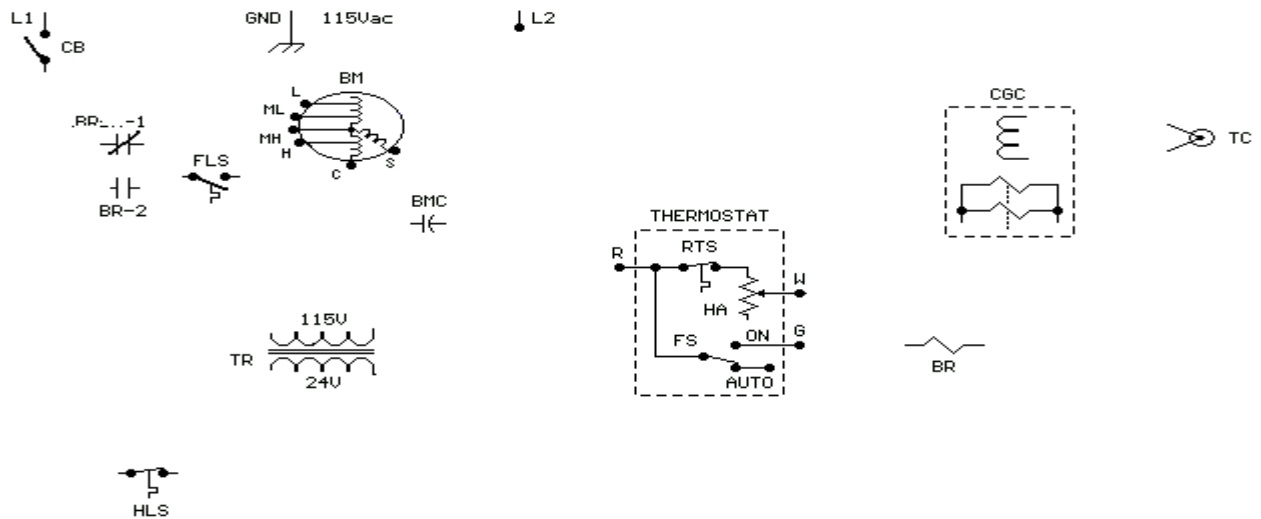 L1
GND 115Vac
L2
CB
BM
L
ML
MH
H
C
S
CGC
TC
FLS
BR-2
BMC
THERMOSTAT
R
RTS
W
HA
115V
TR
24V
FS
ON
G
AUTO
BR
HLS